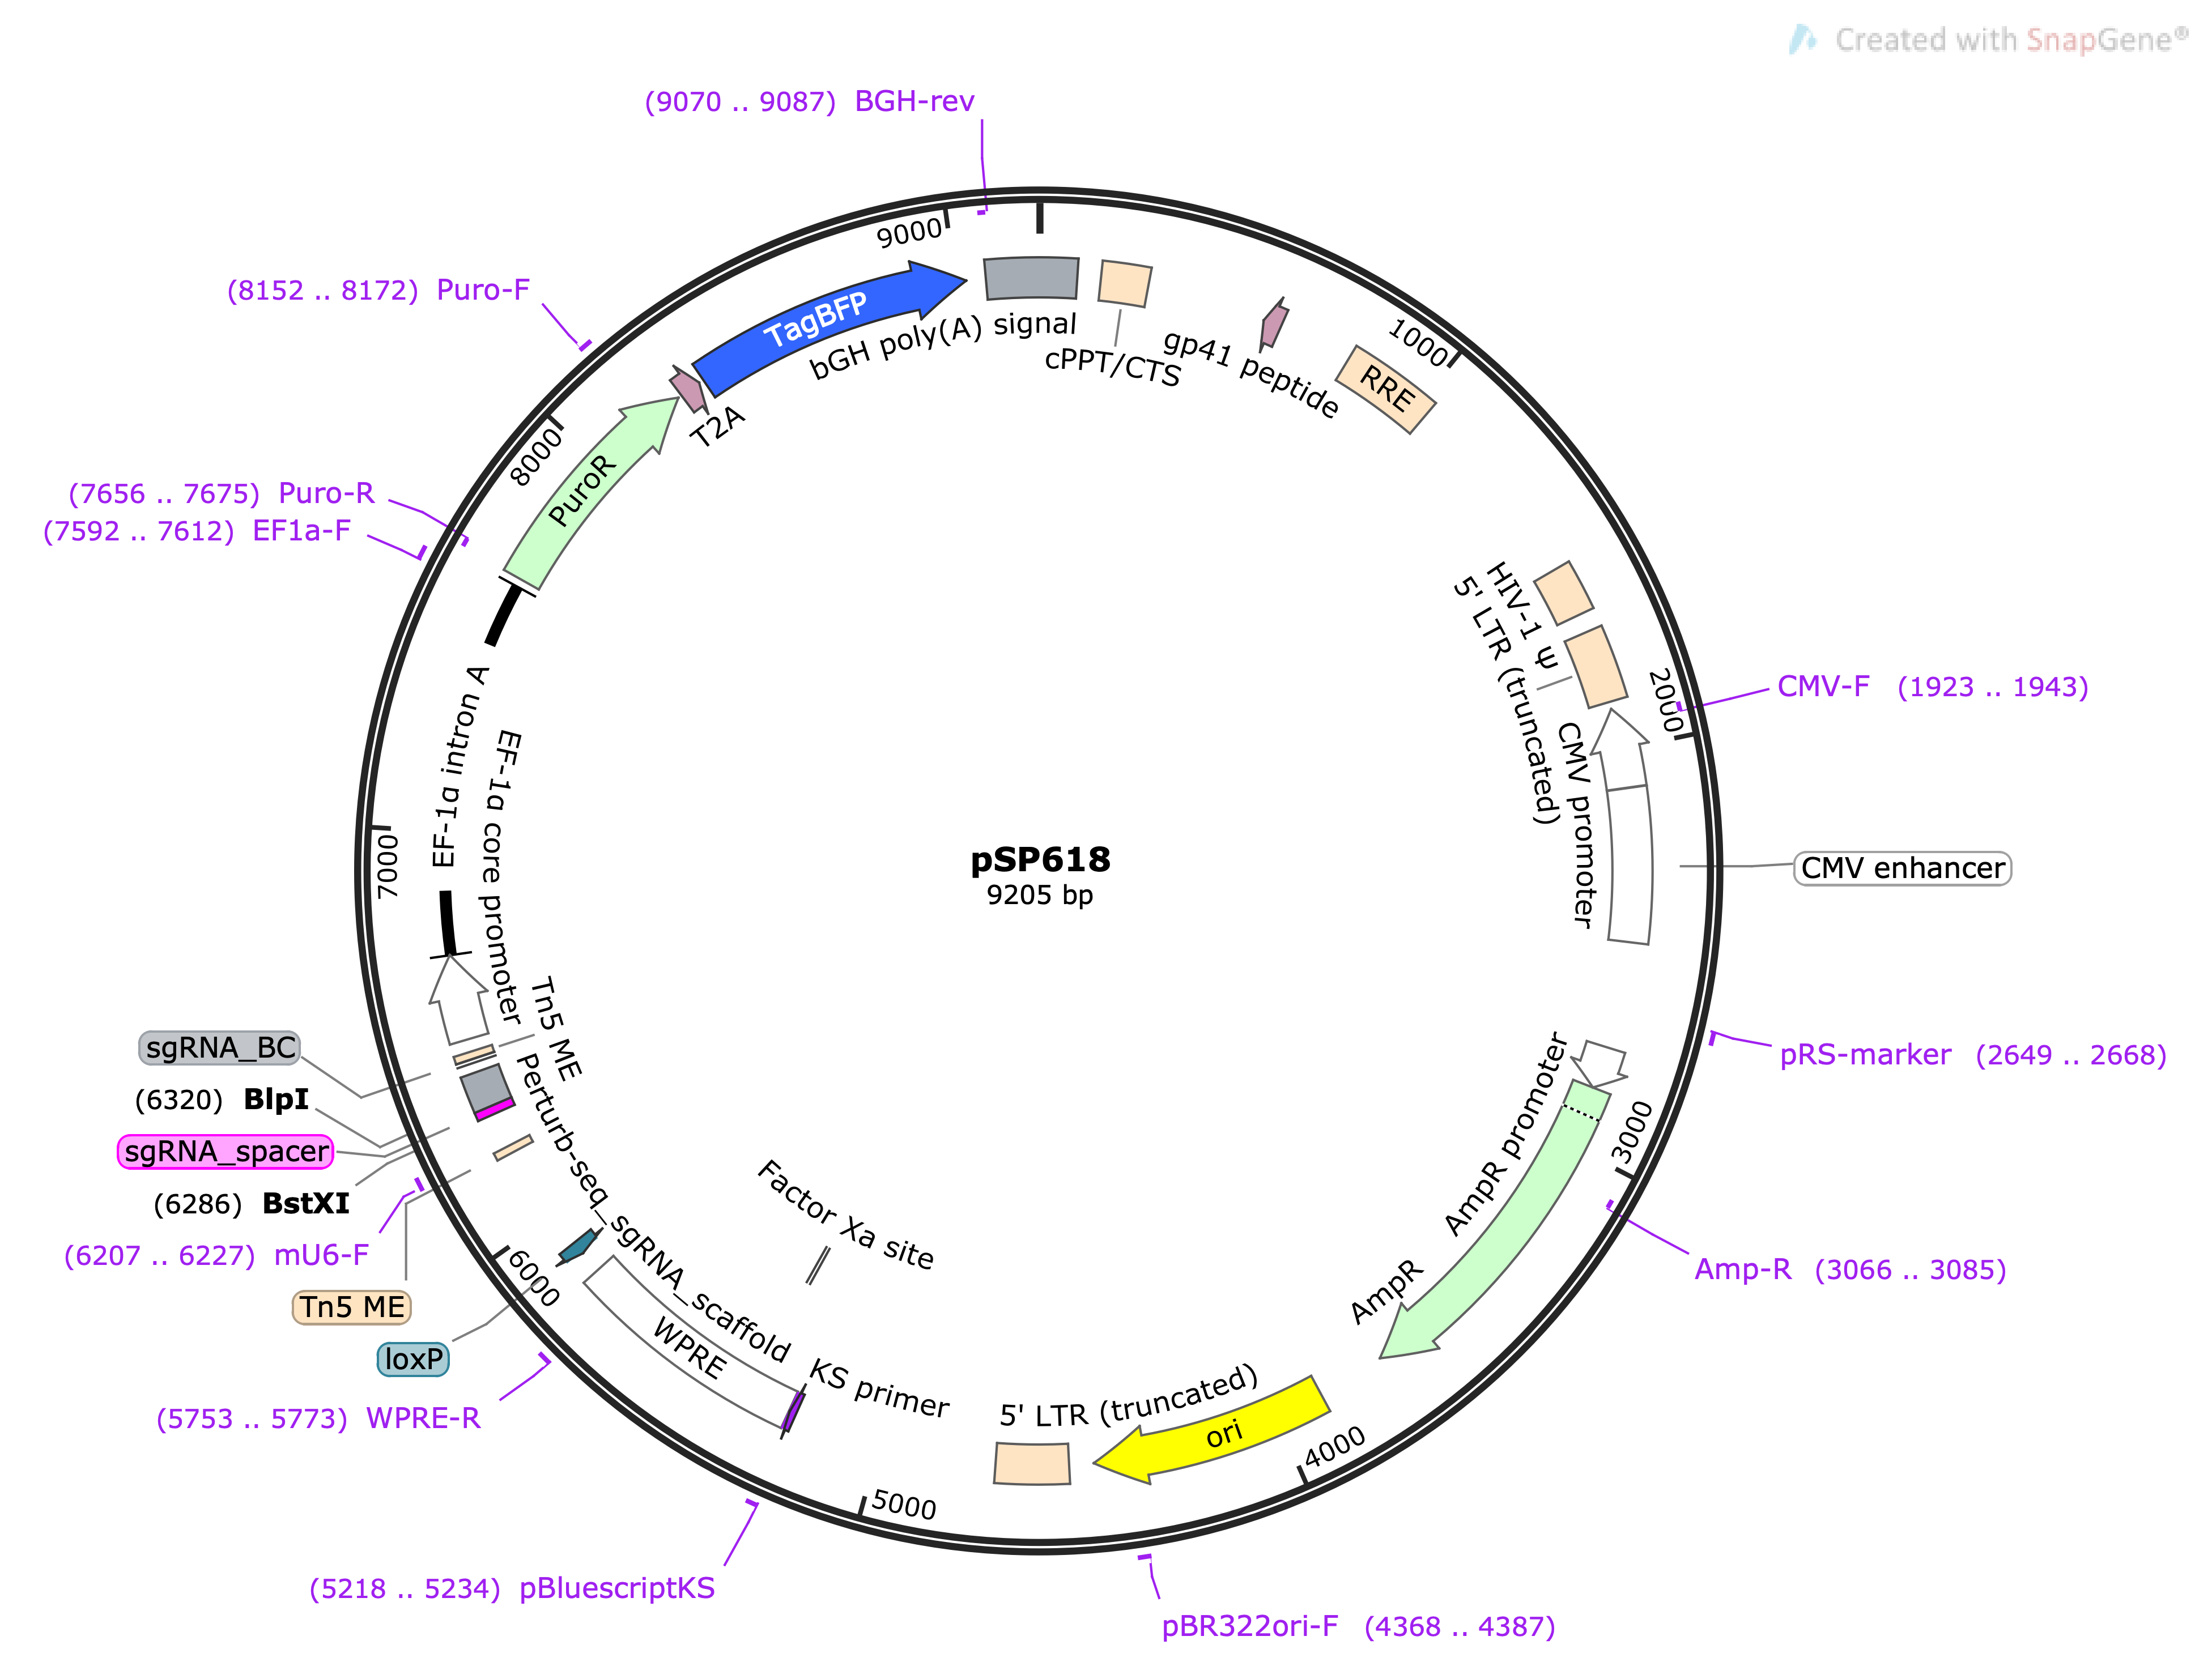 Created with SnapGene®
(9070 .. 9087) BGH-rev
9000
(8152 .. 8172) Puro-F
TagBFP
bGH poly(A) signal
cPPT/CTS
gp41 peptide
1000
RRE
T2A
8000
PuroR
(7656 .. 7675) Puro-R
(7592 .. 7612) EF1a-F
HIV-1 Ψ
5' LTR (truncated)
2000
CMV-F (1923 .. 1943)
EF-1α intron A
EF-1α core promoter
CMV promoter
7000
pSP618
9205 bp
CMV enhancer
Tn5 ME
sgRNA_BC
pRS-marker (2649 .. 2668)
(6320) BlpI
AmpR promoter
3000
sgRNA_spacer
(6286) BstXI
Perturb-seq_sgRNA_scaffold
Factor Xa site
(6207 .. 6227) mU6-F
Amp-R (3066 .. 3085)
AmpR
Tn5 ME
6000
loxP
WPRE
KS primer
5' LTR (truncated)
(5753 .. 5773) WPRE-R
ori
4000
5000
(5218 .. 5234) pBluescriptKS
pBR322ori-F (4368 .. 4387)